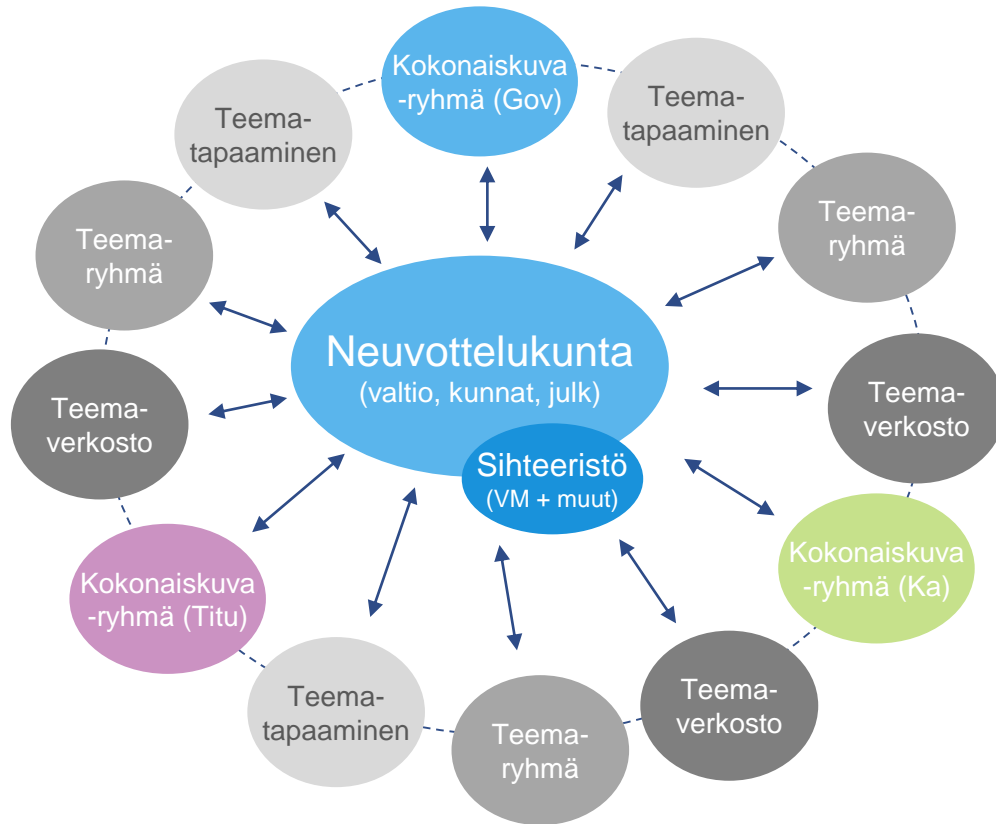 Kokonaiskuva
-ryhmä (Gov)
Teema-
tapaaminen
Teema-
tapaaminen
Teema-
ryhmä
Teema-
ryhmä
Neuvottelukunta
(valtio, kunnat, julk)
Teema-
verkosto
Teema-
verkosto
Sihteeristö
(VM + muut)
Kokonaiskuva
-ryhmä (Titu)
Kokonaiskuva
-ryhmä (Ka)
Teema-
tapaaminen
Teema-
ryhmä
Teema-
verkosto